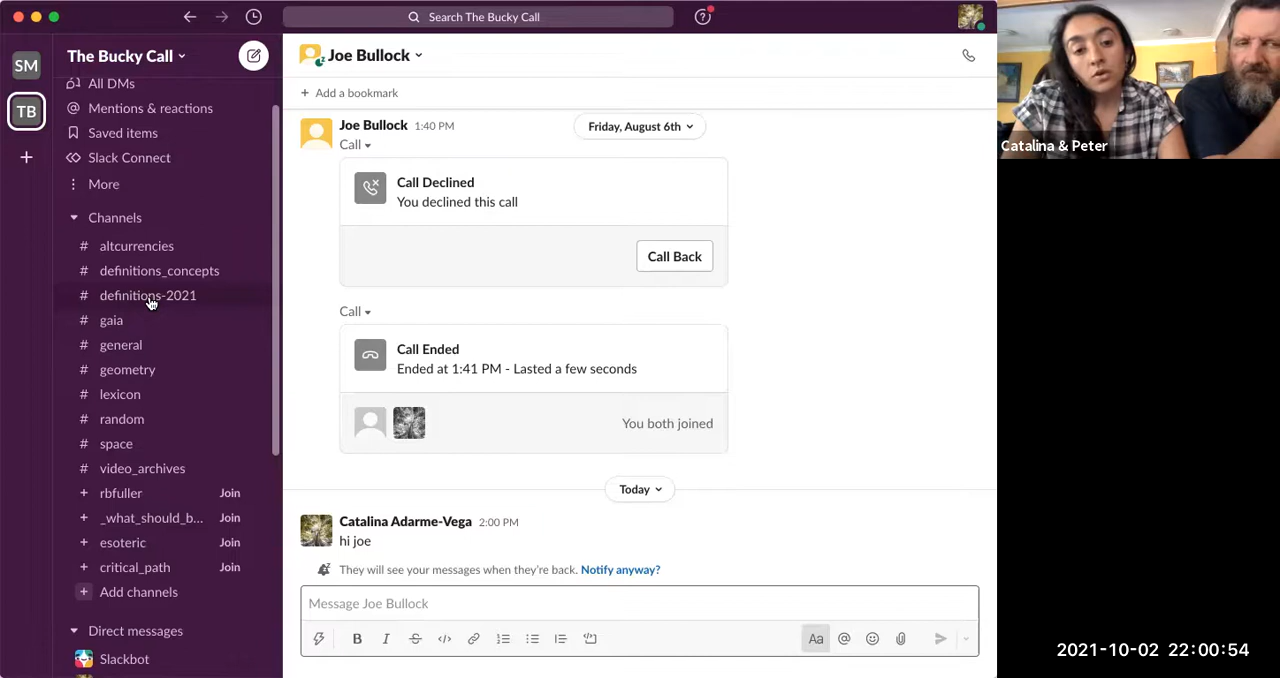 Search The Bucky Call
SM
TB
The Bucky Call
All DMs
Mentions & reactions
Saved items
Slack Connect
More
Channels
# altcurrencies
# definitions_concepts
# definitions-2021
# gaia
# general
# geometry
# lexicon
# random
# space
# video_archives
+ rbfuller Join
+ _what_should_b... Join
+ esoteric Join
+ critical_path Join
+ Add channels
Direct messages
Slackbot
Joe Bullock
+ Add a bookmark
Friday, August 6th
Joe Bullock 1:40 PM
Call
Call Declined
You declined this call
Call Back
Call
Call Ended
Ended at 1:41 PM - Lasted a few seconds
You both joined
Today
Catalina Adarme-Vega 2:00 PM
hi joe
They will see your messages when they're back. Notify anyway?
Message Joe Bullock
B I S </> Aa @
Catalina & Peter
2021-10-02 22:00:54